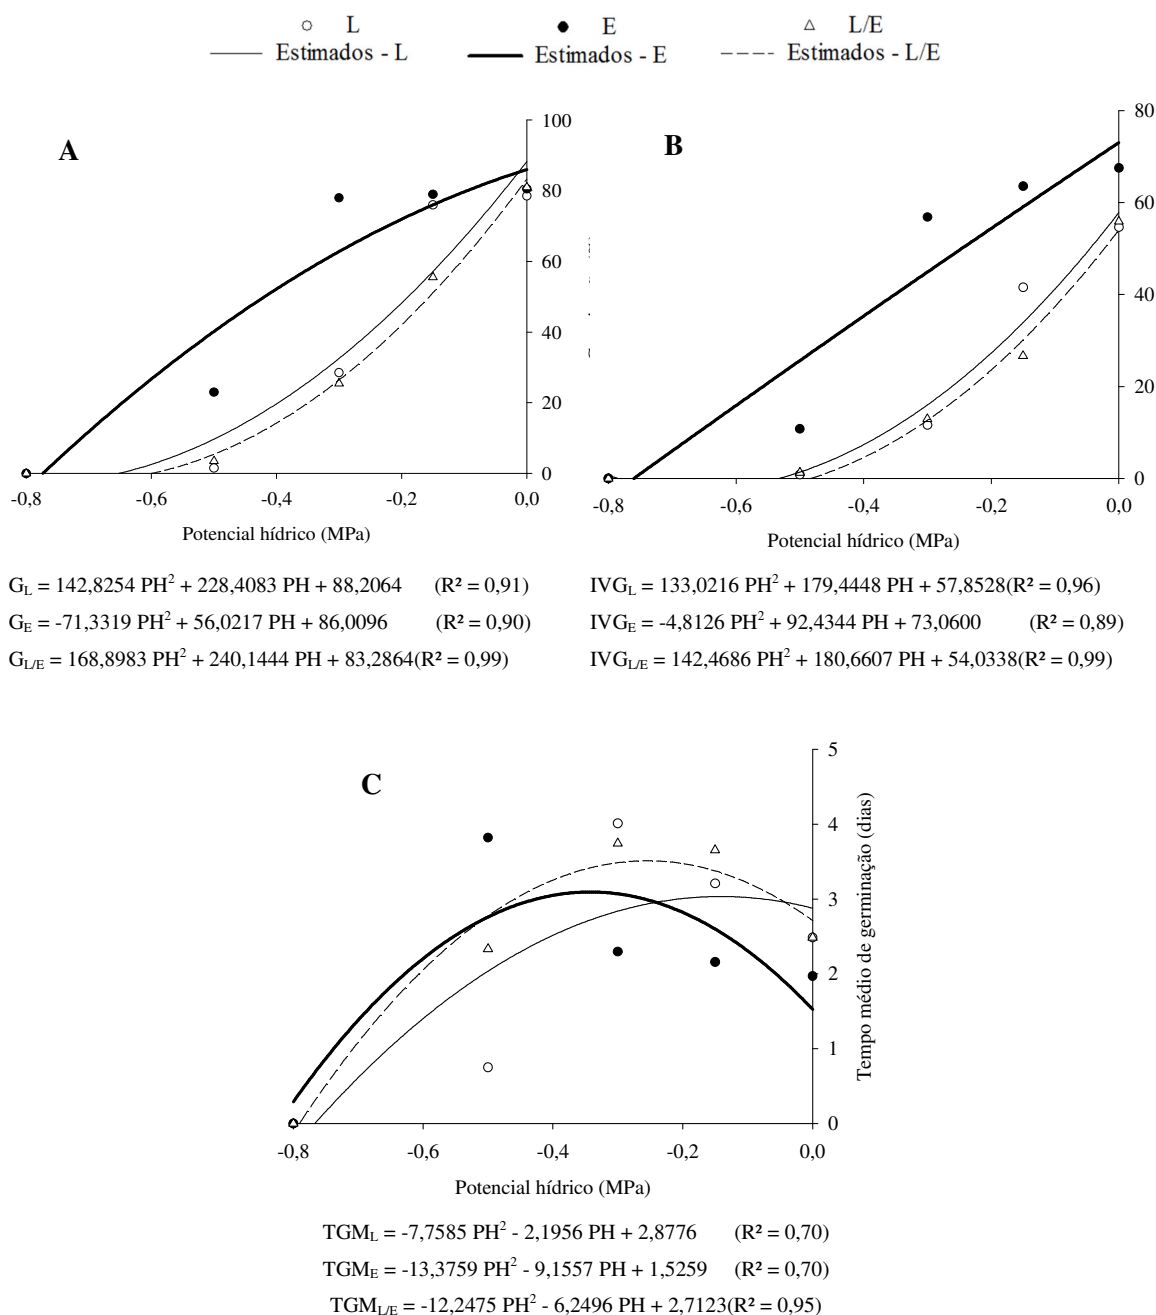 L E L/E
Estimados - L Estimados - E Estimados - L/E
A
100
80
60
40
20
0
-0,8 -0,6 -0,4 -0,2 0,0
Potencial hídrico (MPa)
B
80
60
40
20
0
-0,8 -0,6 -0,4 -0,2 0,0
Potencial hídrico (MPa)
G_L = 142,8254 PH² + 228,4083 PH + 88,2064 (R² = 0,91)
G_E = -71,3319 PH² + 56,0217 PH + 86,0096 (R² = 0,90)
G_L/E = 168,8983 PH² + 240,1444 PH + 83,2864(R² = 0,99)
IVG_L = 133,0216 PH² + 179,4448 PH + 57,8528(R² = 0,96)
IVG_E = -4,8126 PH² + 92,4344 PH + 73,0600 (R² = 0,89)
IVG_L/E = 142,4686 PH² + 180,6607 PH + 54,0338(R² = 0,99)
C
5
4
3
2
1
0
Tempo médio de germinação (dias)
-0,8 -0,6 -0,4 -0,2 0,0
Potencial hídrico (MPa)
TGM_L = -7,7585 PH² - 2,1956 PH + 2,8776 (R² = 0,70)
TGM_E = -13,3759 PH² - 9,1557 PH + 1,5259 (R² = 0,70)
TGM_L/E = -12,2475 PH² - 6,2496 PH + 2,7123(R² = 0,95)